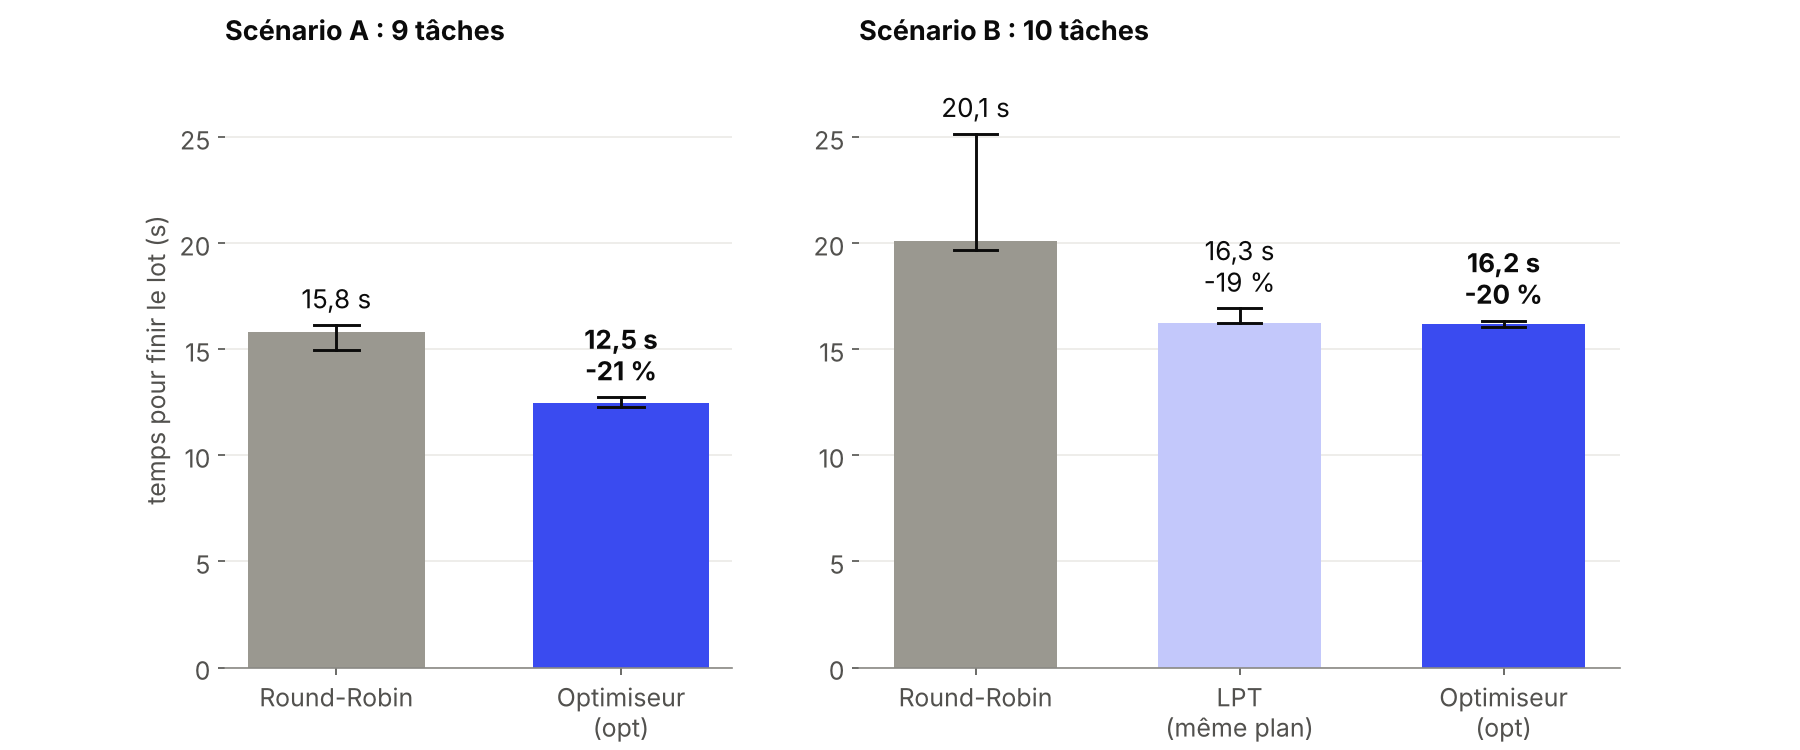 Scénario A : 9 tâches
temps pour finir le lot (s)
25
20
15
10
5
0
15,8 s
12,5 s
-21 %
Round-Robin
Optimiseur
(opt)
Scénario B : 10 tâches
25
20
15
10
5
0
20,1 s
16,3 s
-19 %
16,2 s
-20 %
Round-Robin
LPT
(même plan)
Optimiseur
(opt)